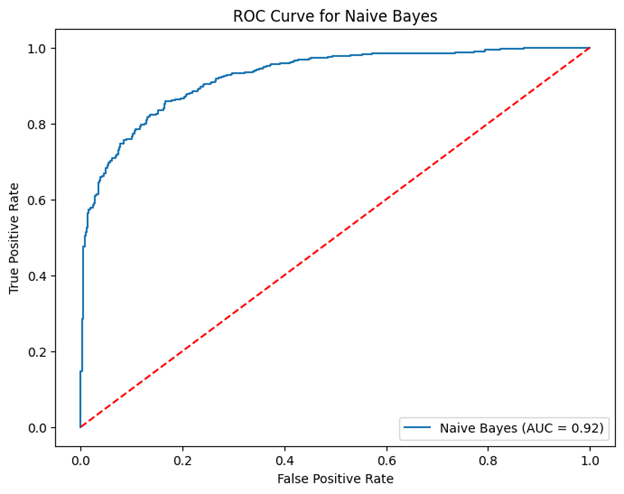 ROC Curve for Naive Bayes
True Positive Rate
1.0
0.8
0.6
0.4
0.2
0.0
Naive Bayes (AUC = 0.92)
0.0 0.2 0.4 0.6 0.8 1.0
False Positive Rate